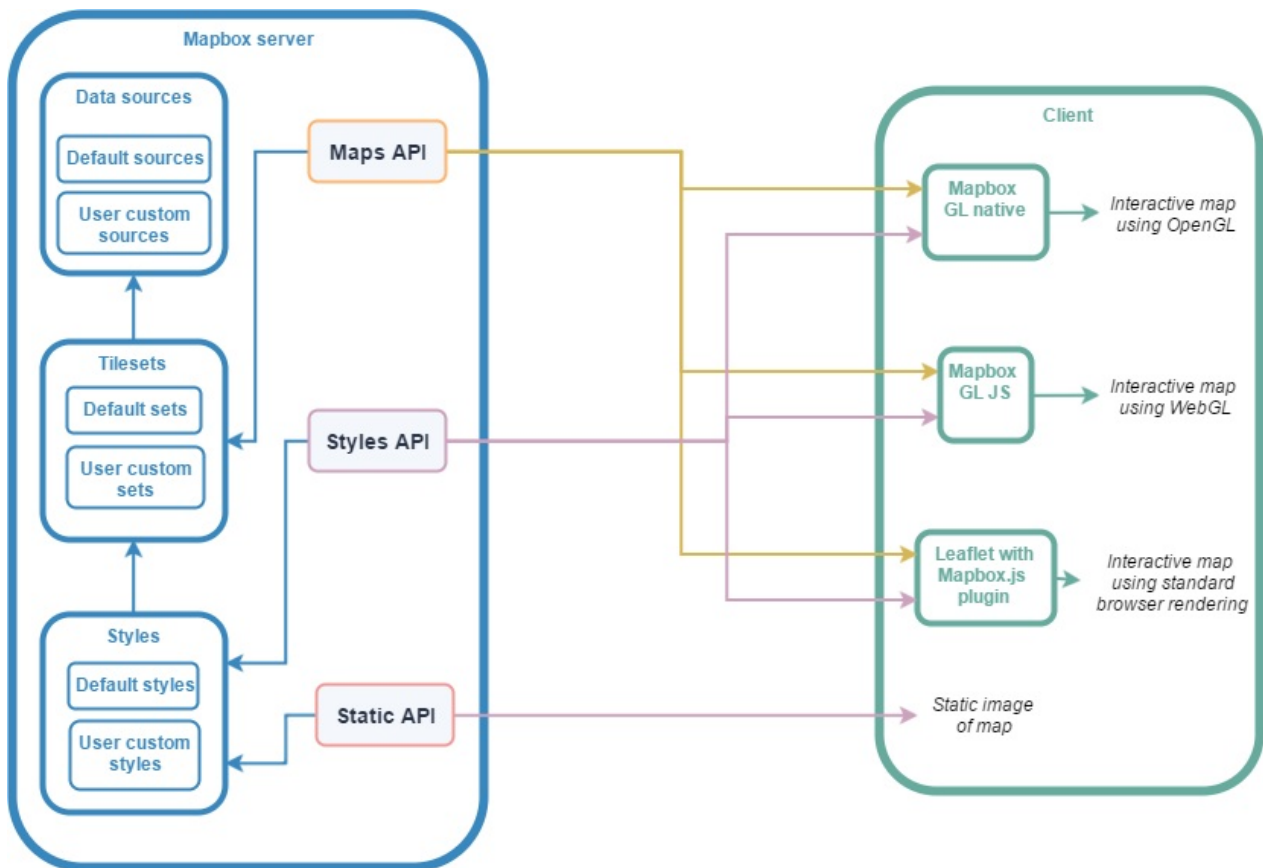 Mapbox server
Data sources
Default sources
User custom
sources
Tilesets
Default sets
User custom
sets
Styles
Default styles
User custom
styles
Maps API
Styles API
Static API
Client
Mapbox
GL native
Interactive map
using OpenGL
Mapbox
GL JS
Interactive map
using WebGL
Leaflet with
Mapbox.js
plugin
Interactive map
using standard
browser rendering
Static image
of map